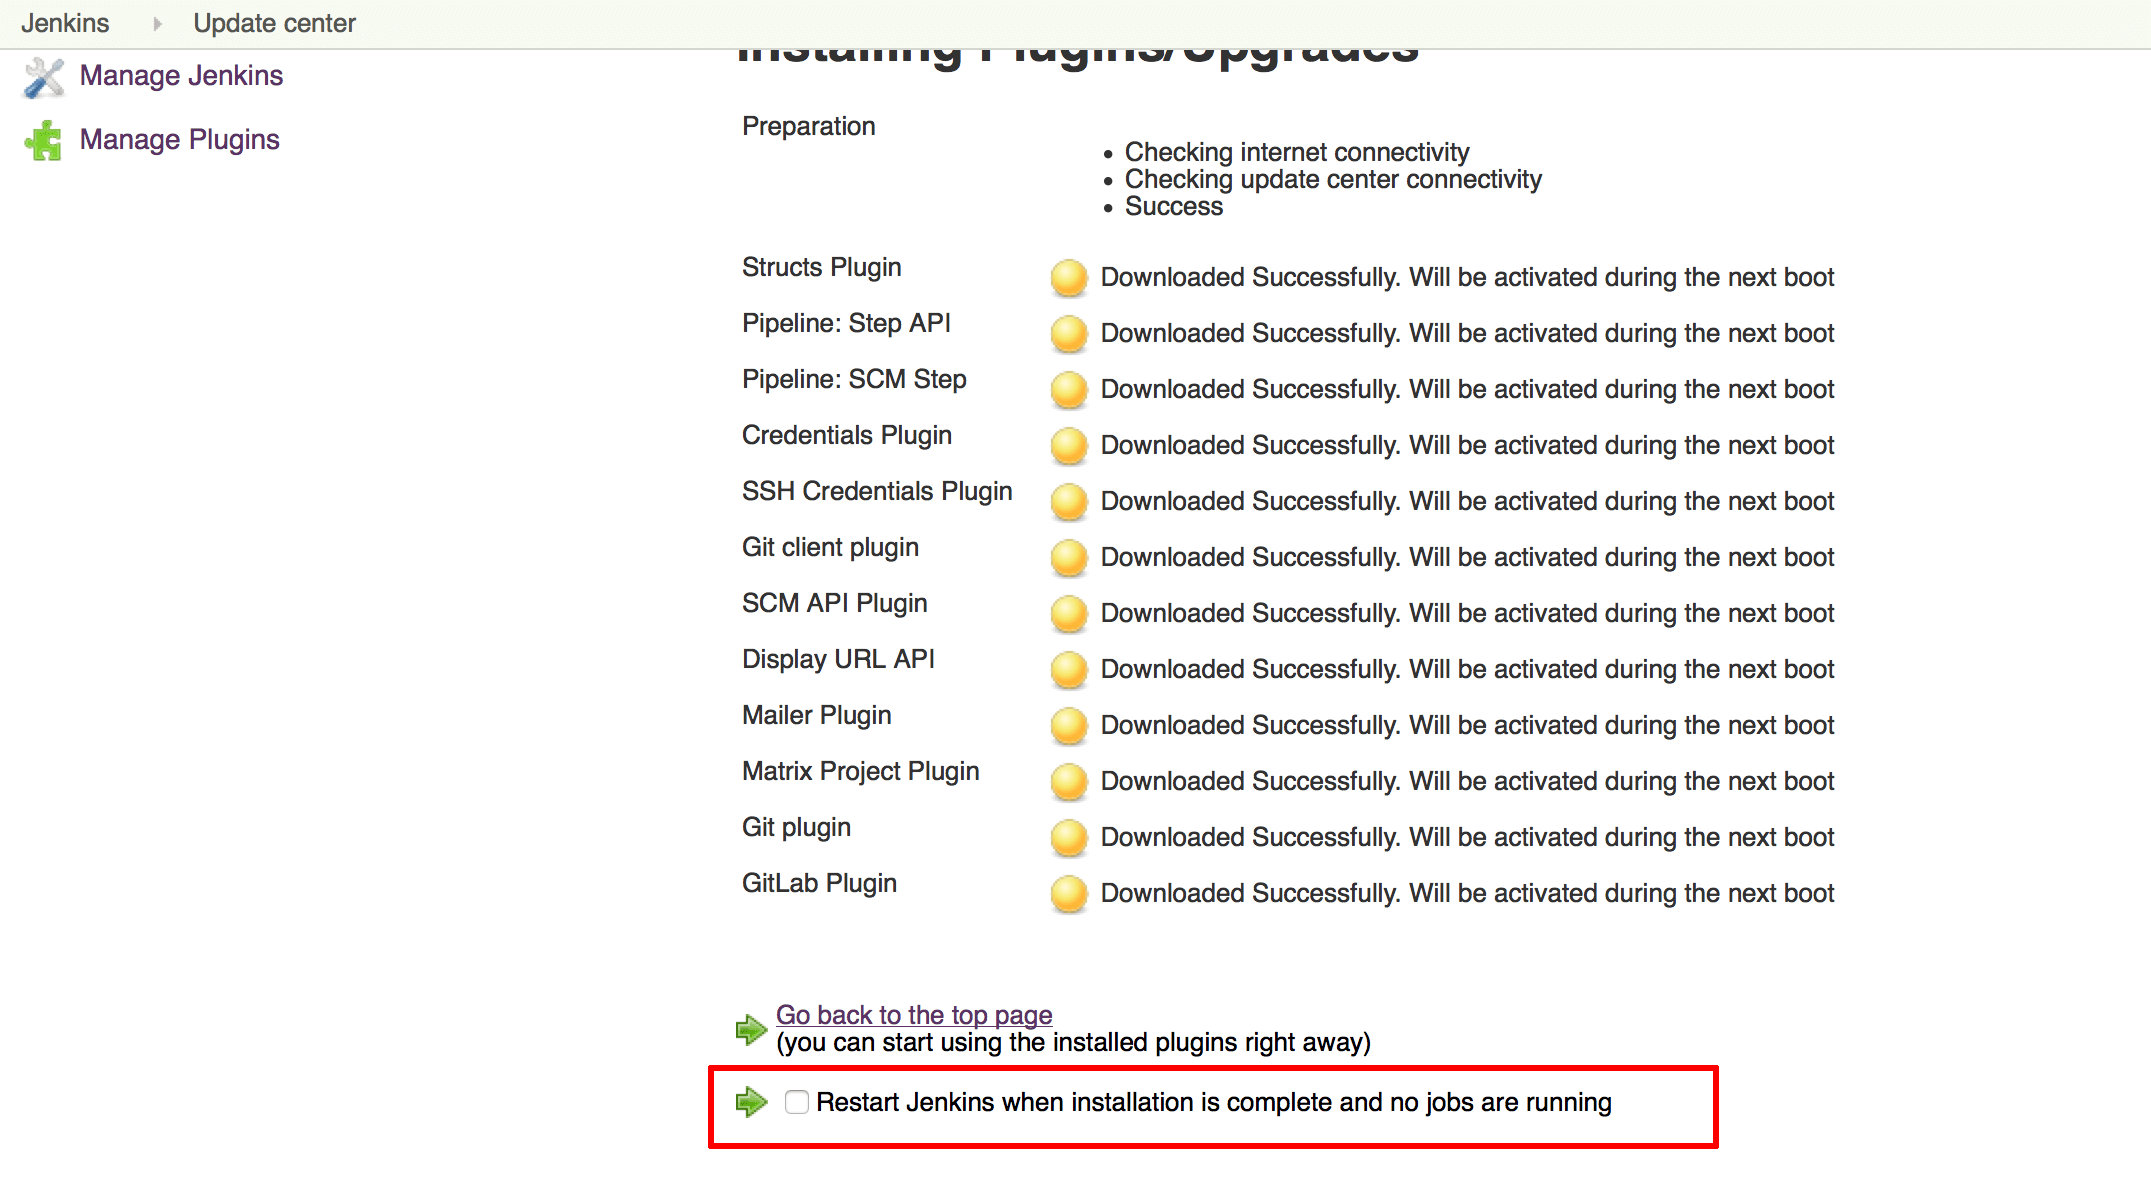 Jenkins Update center
Installing Plugins/Upgrades
Manage Jenkins
Manage Plugins
Preparation
• Checking internet connectivity
• Checking update center connectivity
• Success
Structs Plugin Downloaded Successfully. Will be activated during the next boot
Pipeline: Step API Downloaded Successfully. Will be activated during the next boot
Pipeline: SCM Step Downloaded Successfully. Will be activated during the next boot
Credentials Plugin Downloaded Successfully. Will be activated during the next boot
SSH Credentials Plugin Downloaded Successfully. Will be activated during the next boot
Git client plugin Downloaded Successfully. Will be activated during the next boot
SCM API Plugin Downloaded Successfully. Will be activated during the next boot
Display URL API Downloaded Successfully. Will be activated during the next boot
Mailer Plugin Downloaded Successfully. Will be activated during the next boot
Matrix Project Plugin Downloaded Successfully. Will be activated during the next boot
Git plugin Downloaded Successfully. Will be activated during the next boot
GitLab Plugin Downloaded Successfully. Will be activated during the next boot
Go back to the top page
(you can start using the installed plugins right away)
Restart Jenkins when installation is complete and no jobs are running